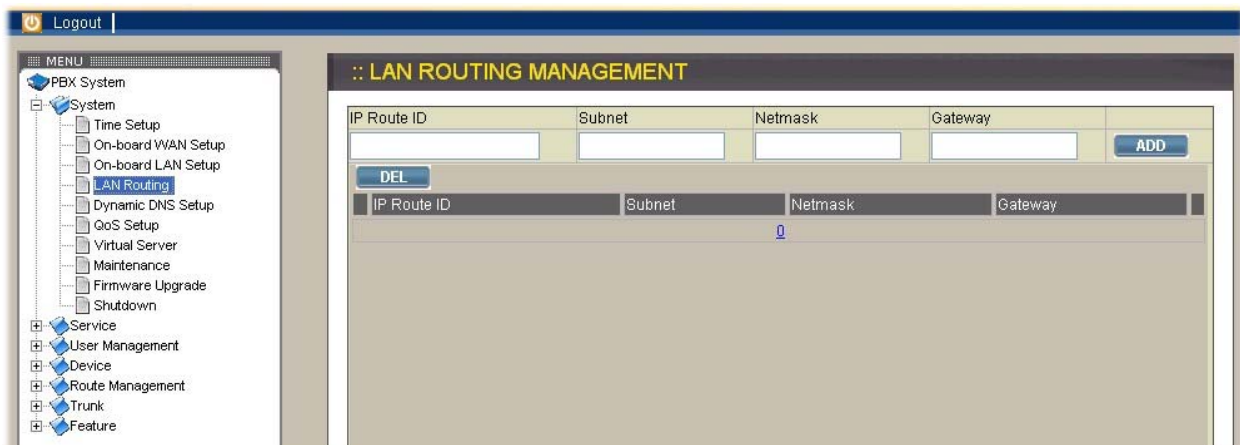 Logout
MENU
PBX System
System
Time Setup
On-board WAN Setup
On-board LAN Setup
LAN Routing
Dynamic DNS Setup
QoS Setup
Virtual Server
Maintenance
Firmware Upgrade
Shutdown
Service
User Management
Device
Route Management
Trunk
Feature
:: LAN ROUTING MANAGEMENT
IP Route ID Subnet Netmask Gateway
ADD
DEL
IP Route ID Subnet Netmask Gateway
0